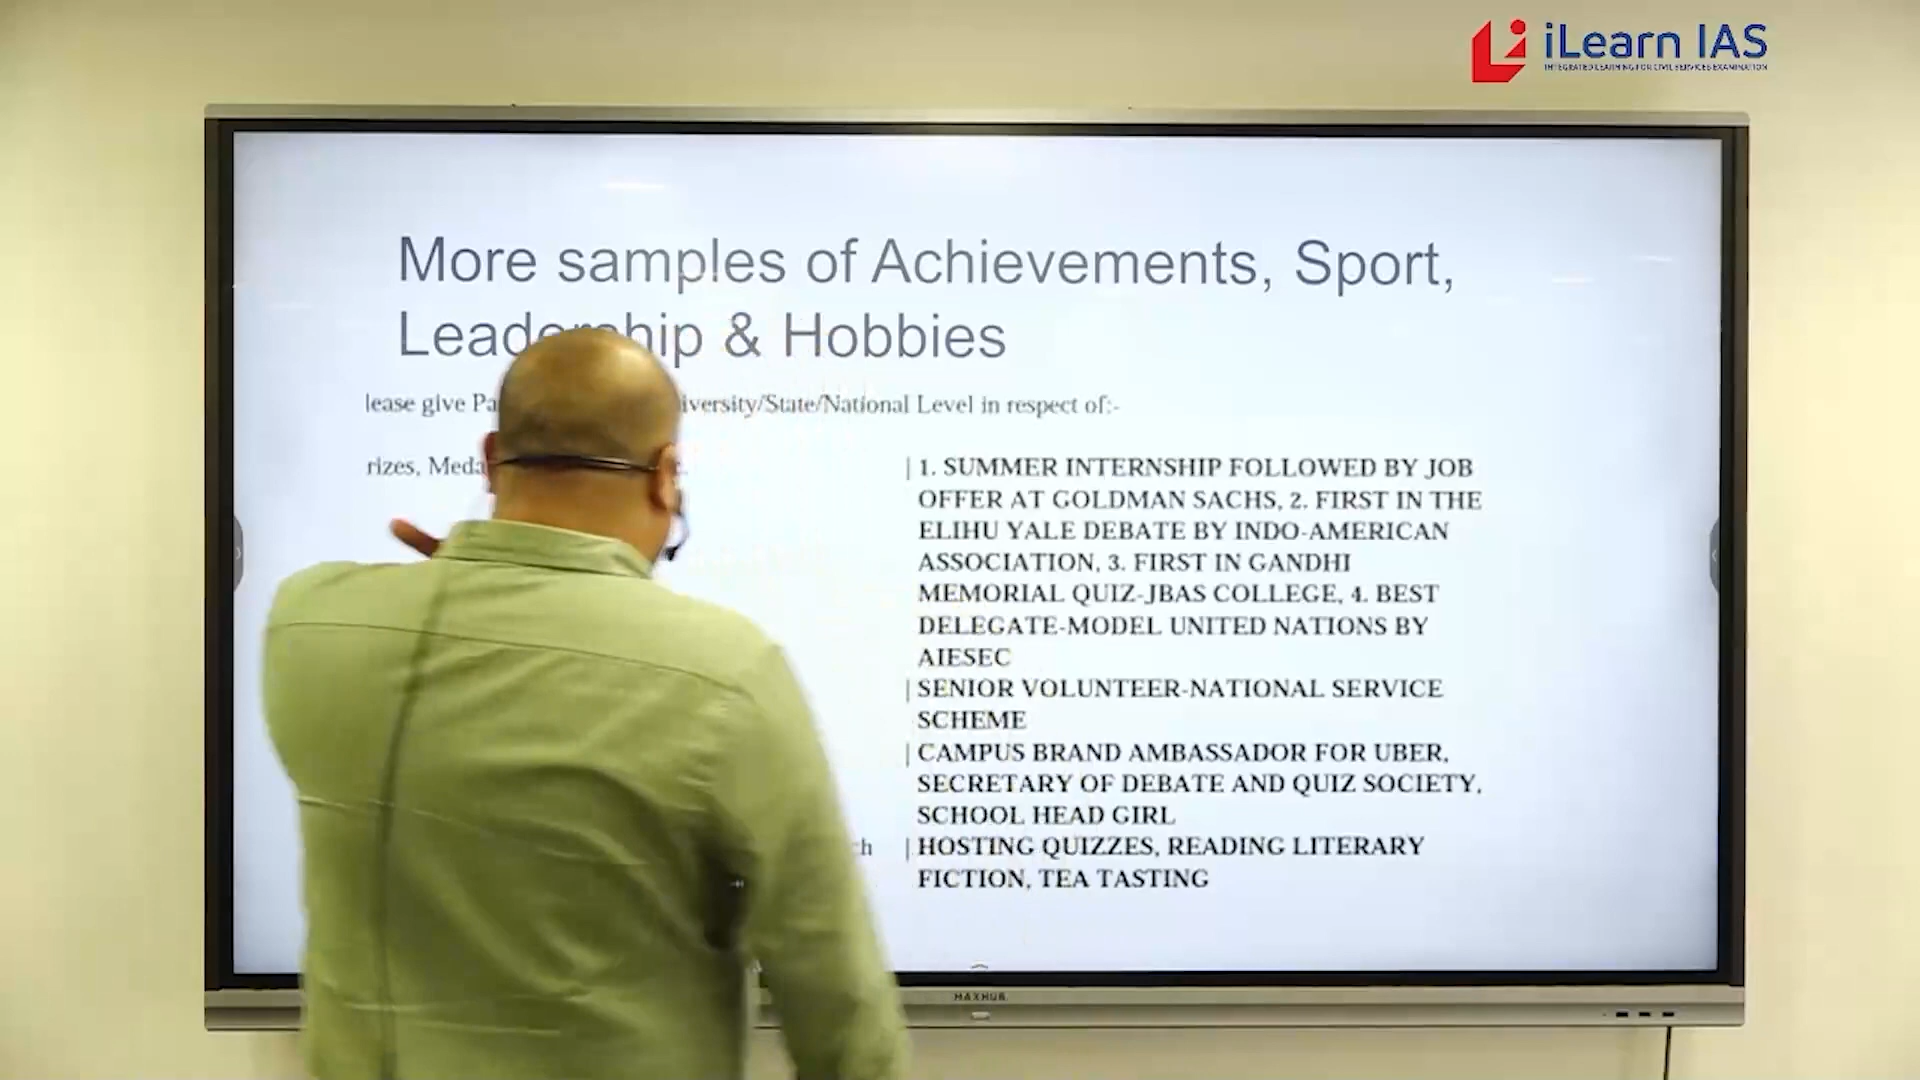 iLearn IAS
INTEGRATED LEARNING FOR CIVIL SERVICES EXAMINATION
More samples of Achievements, Sport,
& Hobbies
lease give iversity/State/National Level in respect of:-
rizes,
| 1. SUMMER INTERNSHIP FOLLOWED BY JOB
OFFER AT GOLDMAN SACHS, 2. FIRST IN THE
ELIHU YALE DEBATE BY INDO-AMERICAN
ASSOCIATION, 3. FIRST IN GANDHI
MEMORIAL QUIZ-JBAS COLLEGE, 4. BEST
DELEGATE-MODEL UNITED NATIONS BY
AIESEC
| SENIOR VOLUNTEER-NATIONAL SERVICE
SCHEME
| CAMPUS BRAND AMBASSADOR FOR UBER,
SECRETARY OF DEBATE AND QUIZ SOCIETY,
SCHOOL HEAD GIRL
| HOSTING QUIZZES, READING LITERARY
FICTION, TEA TASTING
MAXHUB